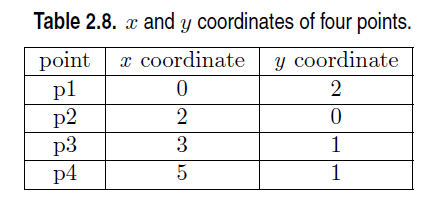 Table 2.8. x and y coordinates of four points.
point x coordinate y coordinate
p1 0 2
p2 2 0
p3 3 1
p4 5 1